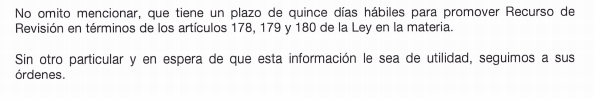 No omito mencionar, que tiene un plazo de quince días hábiles para promover Recurso de
Revisión en términos de los artículos 178, 179 y 180 de la Ley en la materia.
Sin otro particular y en espera de que esta información le sea de utilidad, seguimos a sus
órdenes.